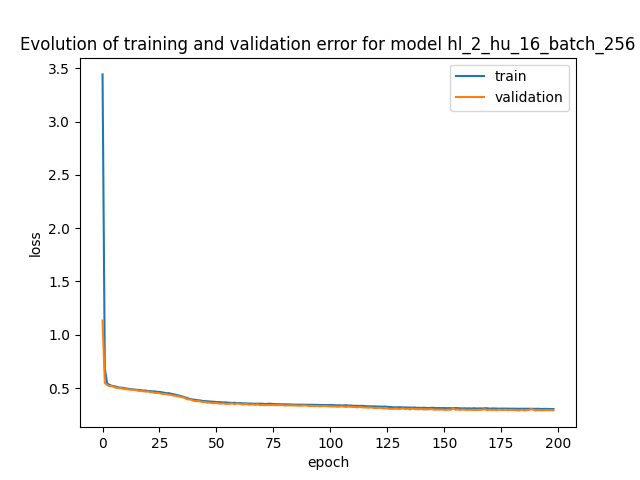 Evolution of training and validation error for model hl_2_hu_16_batch_256
train
validation
3.5
3.0
2.5
2.0
1.5
1.0
0.5
loss
0 25 50 75 100 125 150 175 200
epoch